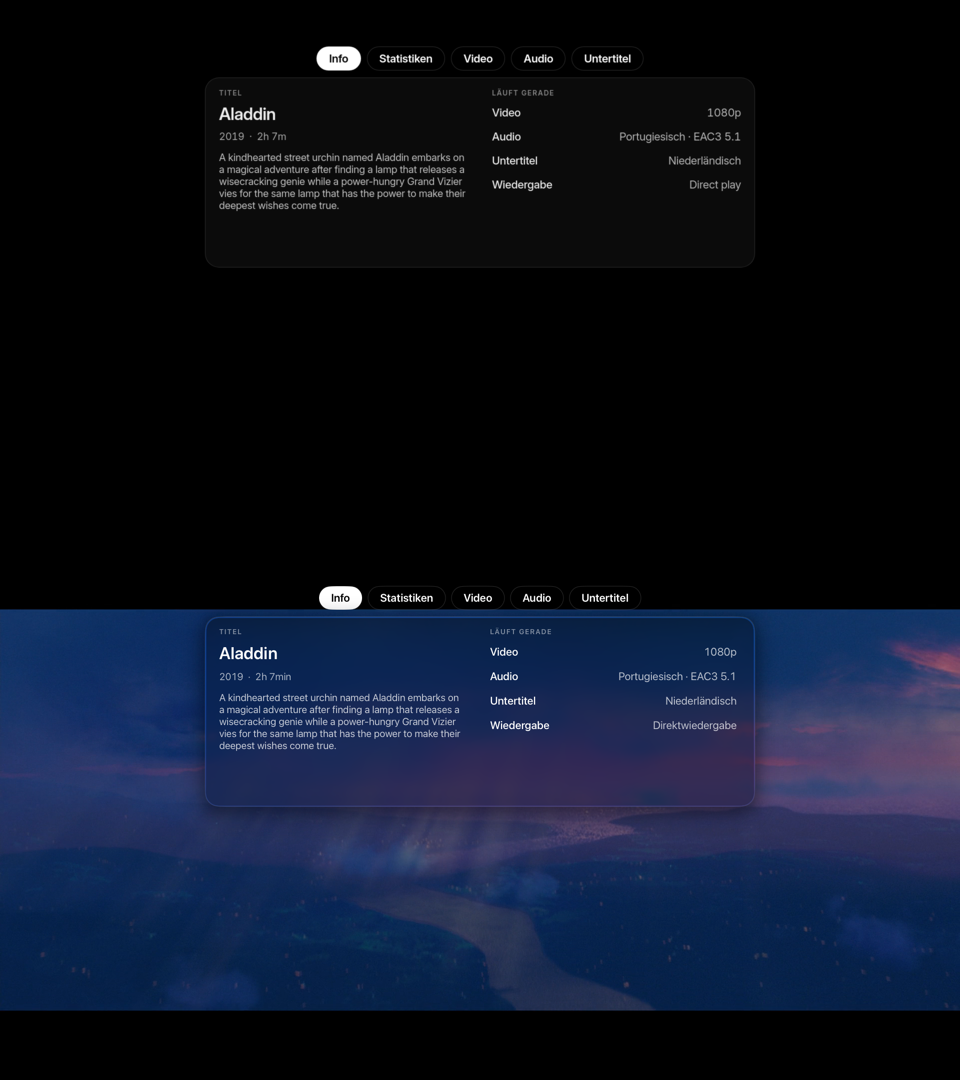 Info Statistiken Video Audio Untertitel
TITEL
Aladdin
2019 · 2h 7m
A kindhearted street urchin named Aladdin embarks on
a magical adventure after finding a lamp that releases a
wisecracking genie while a power-hungry Grand Vizier
vies for the same lamp that has the power to make their
deepest wishes come true.
LÄUFT GERADE
Video 1080p
Audio Portugiesisch · EAC3 5.1
Untertitel Niederländisch
Wiedergabe Direct play
Info Statistiken Video Audio Untertitel
TITEL
Aladdin
2019 · 2h 7min
A kindhearted street urchin named Aladdin embarks on
a magical adventure after finding a lamp that releases a
wisecracking genie while a power-hungry Grand Vizier
vies for the same lamp that has the power to make their
deepest wishes come true.
LÄUFT GERADE
Video 1080p
Audio Portugiesisch · EAC3 5.1
Untertitel Niederländisch
Wiedergabe Direktwiedergabe